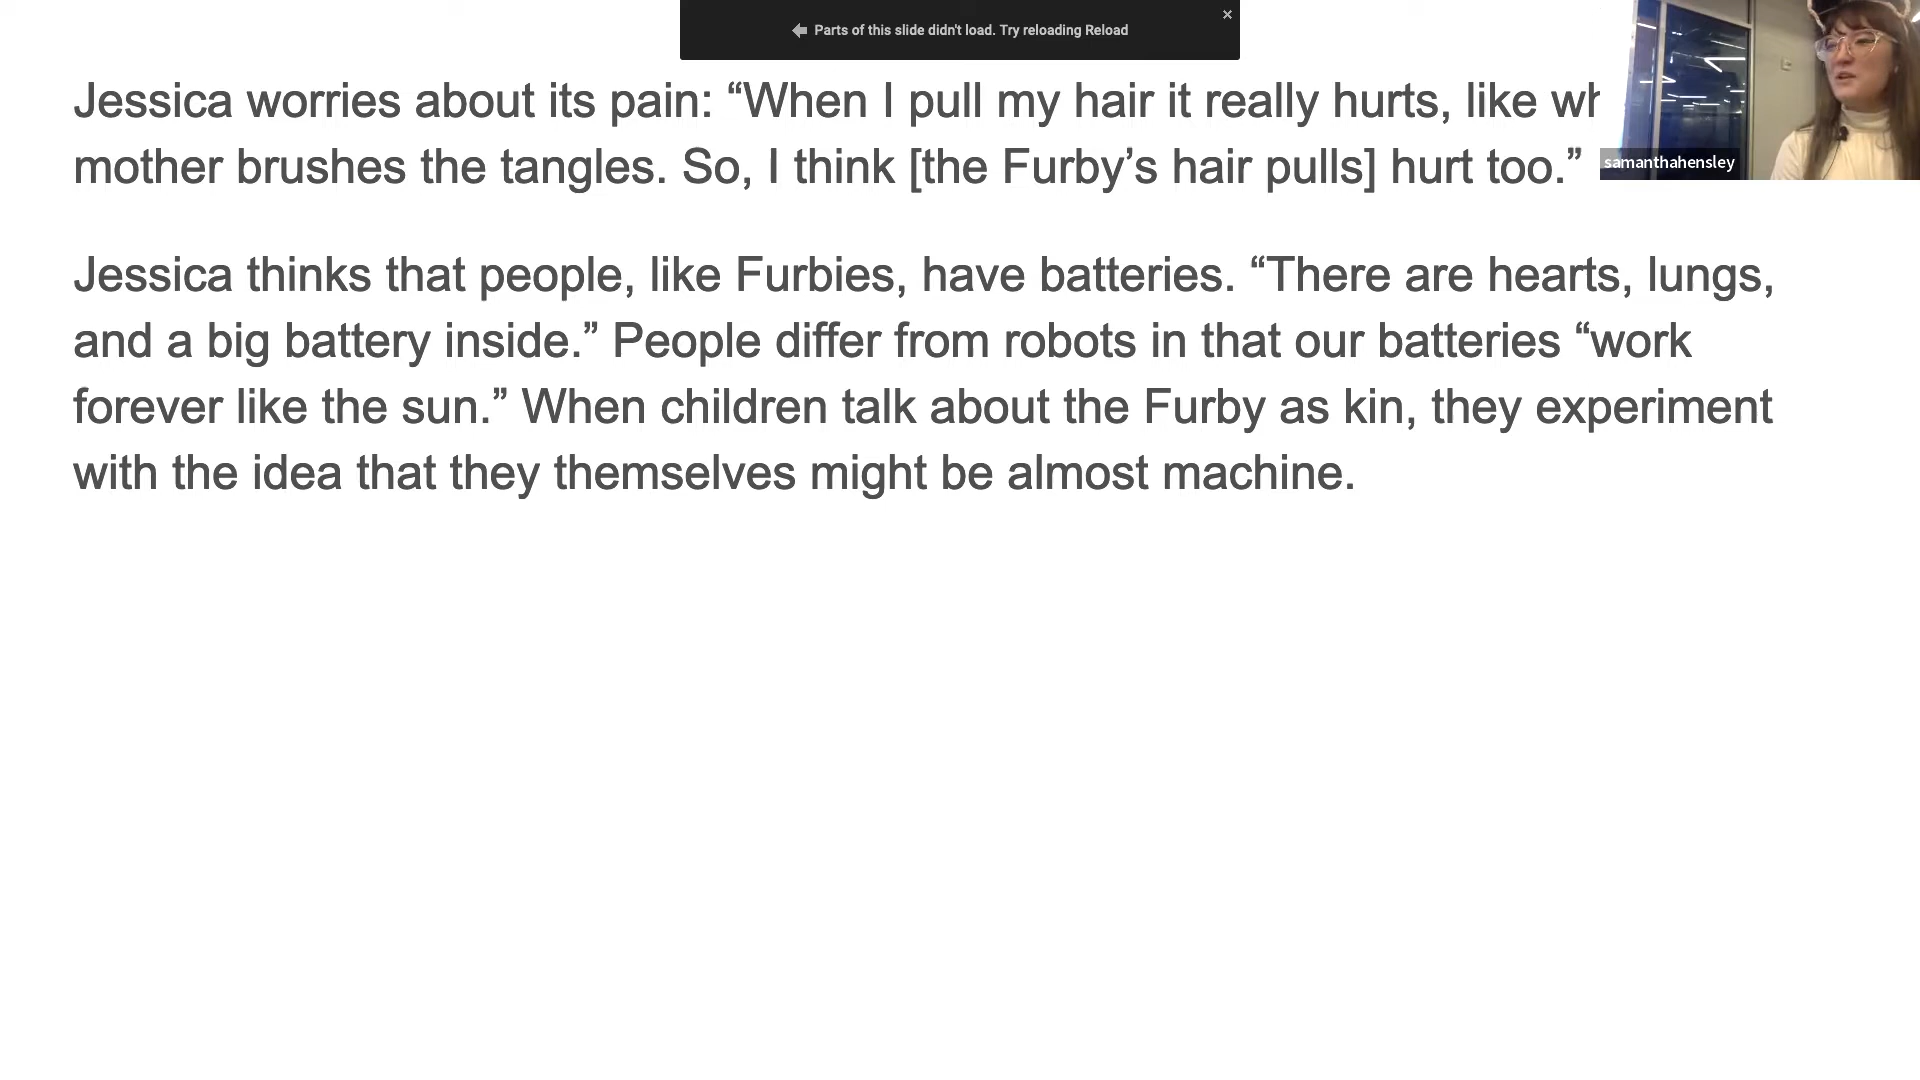 Parts of this slide didn't load. Try reloading Reload
Jessica worries about its pain: “When I pull my hair it really hurts, like
mother brushes the tangles. So, I think [the Furby’s hair pulls] hurt too.”
samanthahensley
Jessica thinks that people, like Furbies, have batteries. “There are hearts, lungs,
and a big battery inside.” People differ from robots in that our batteries “work
forever like the sun.” When children talk about the Furby as kin, they experiment
with the idea that they themselves might be almost machine.